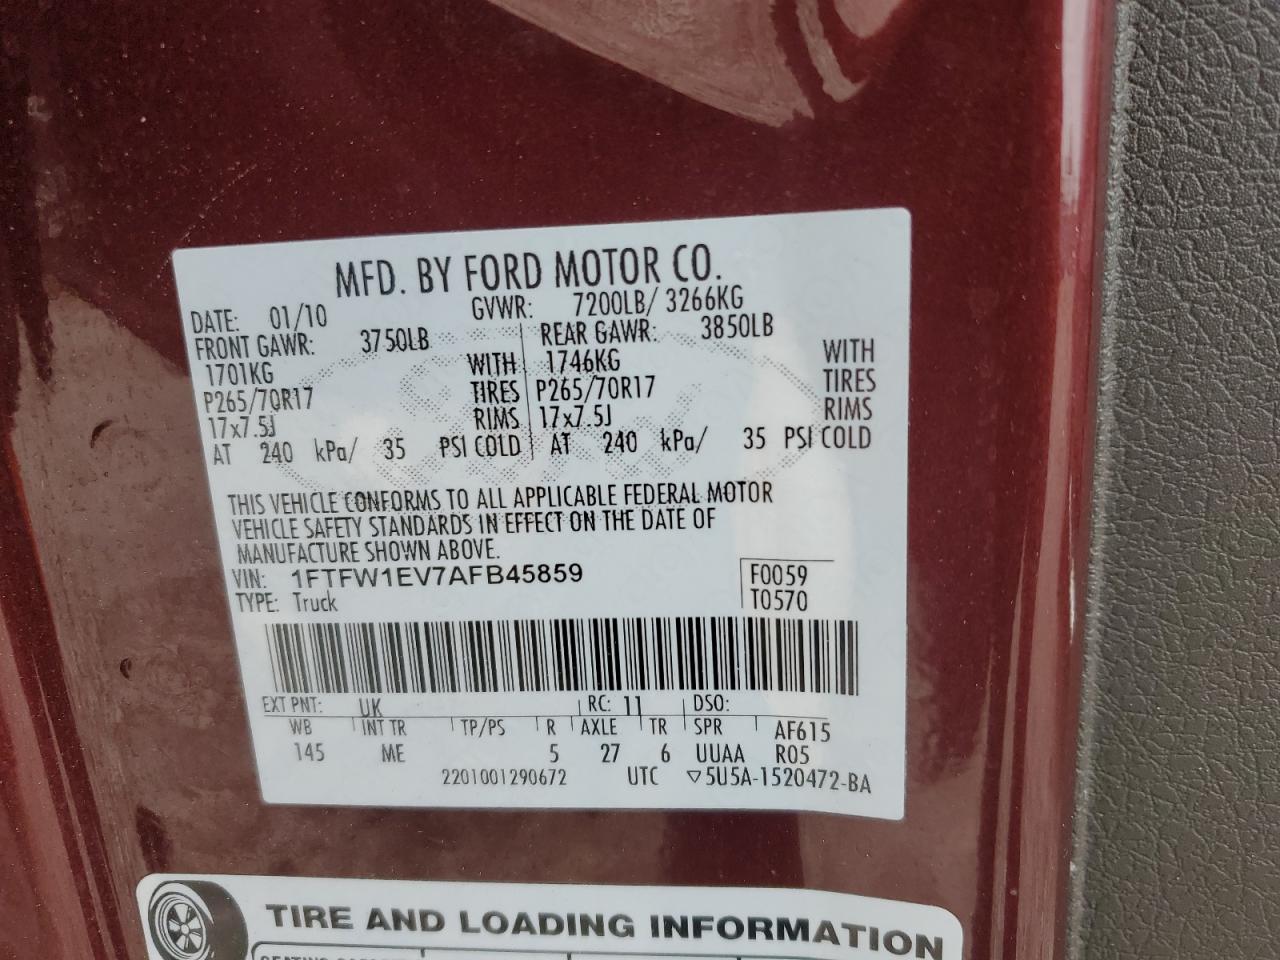 MFD. BY FORD MOTOR CO.
DATE: 01/10 GVWR: 7200LB/ 3266KG
FRONT GAWR: 3750LB REAR GAWR: 3850LB
1701KG WITH 1746KG WITH
P265/70R17 TIRES P265/70R17 TIRES
17x7.5J RIMS 17x7.5J RIMS
AT 240 kPa/ 35 PSI COLD AT 240 kPa/ 35 PSI COLD
THIS VEHICLE CONFORMS TO ALL APPLICABLE FEDERAL MOTOR
VEHICLE SAFETY STANDARDS IN EFFECT ON THE DATE OF
MANUFACTURE SHOWN ABOVE.
VIN: 1FTFW1EV7AFB45859 F0059
TYPE: Truck T0570
EXT PNT: UK RC: 11 DSO:
WB INT TR TP/PS R AXLE TR SPR AF615
145 ME 5 27 6 UUAA R05
2201001290672 UTC ▽5U5A-1520472-BA
TIRE AND LOADING INFORMATION